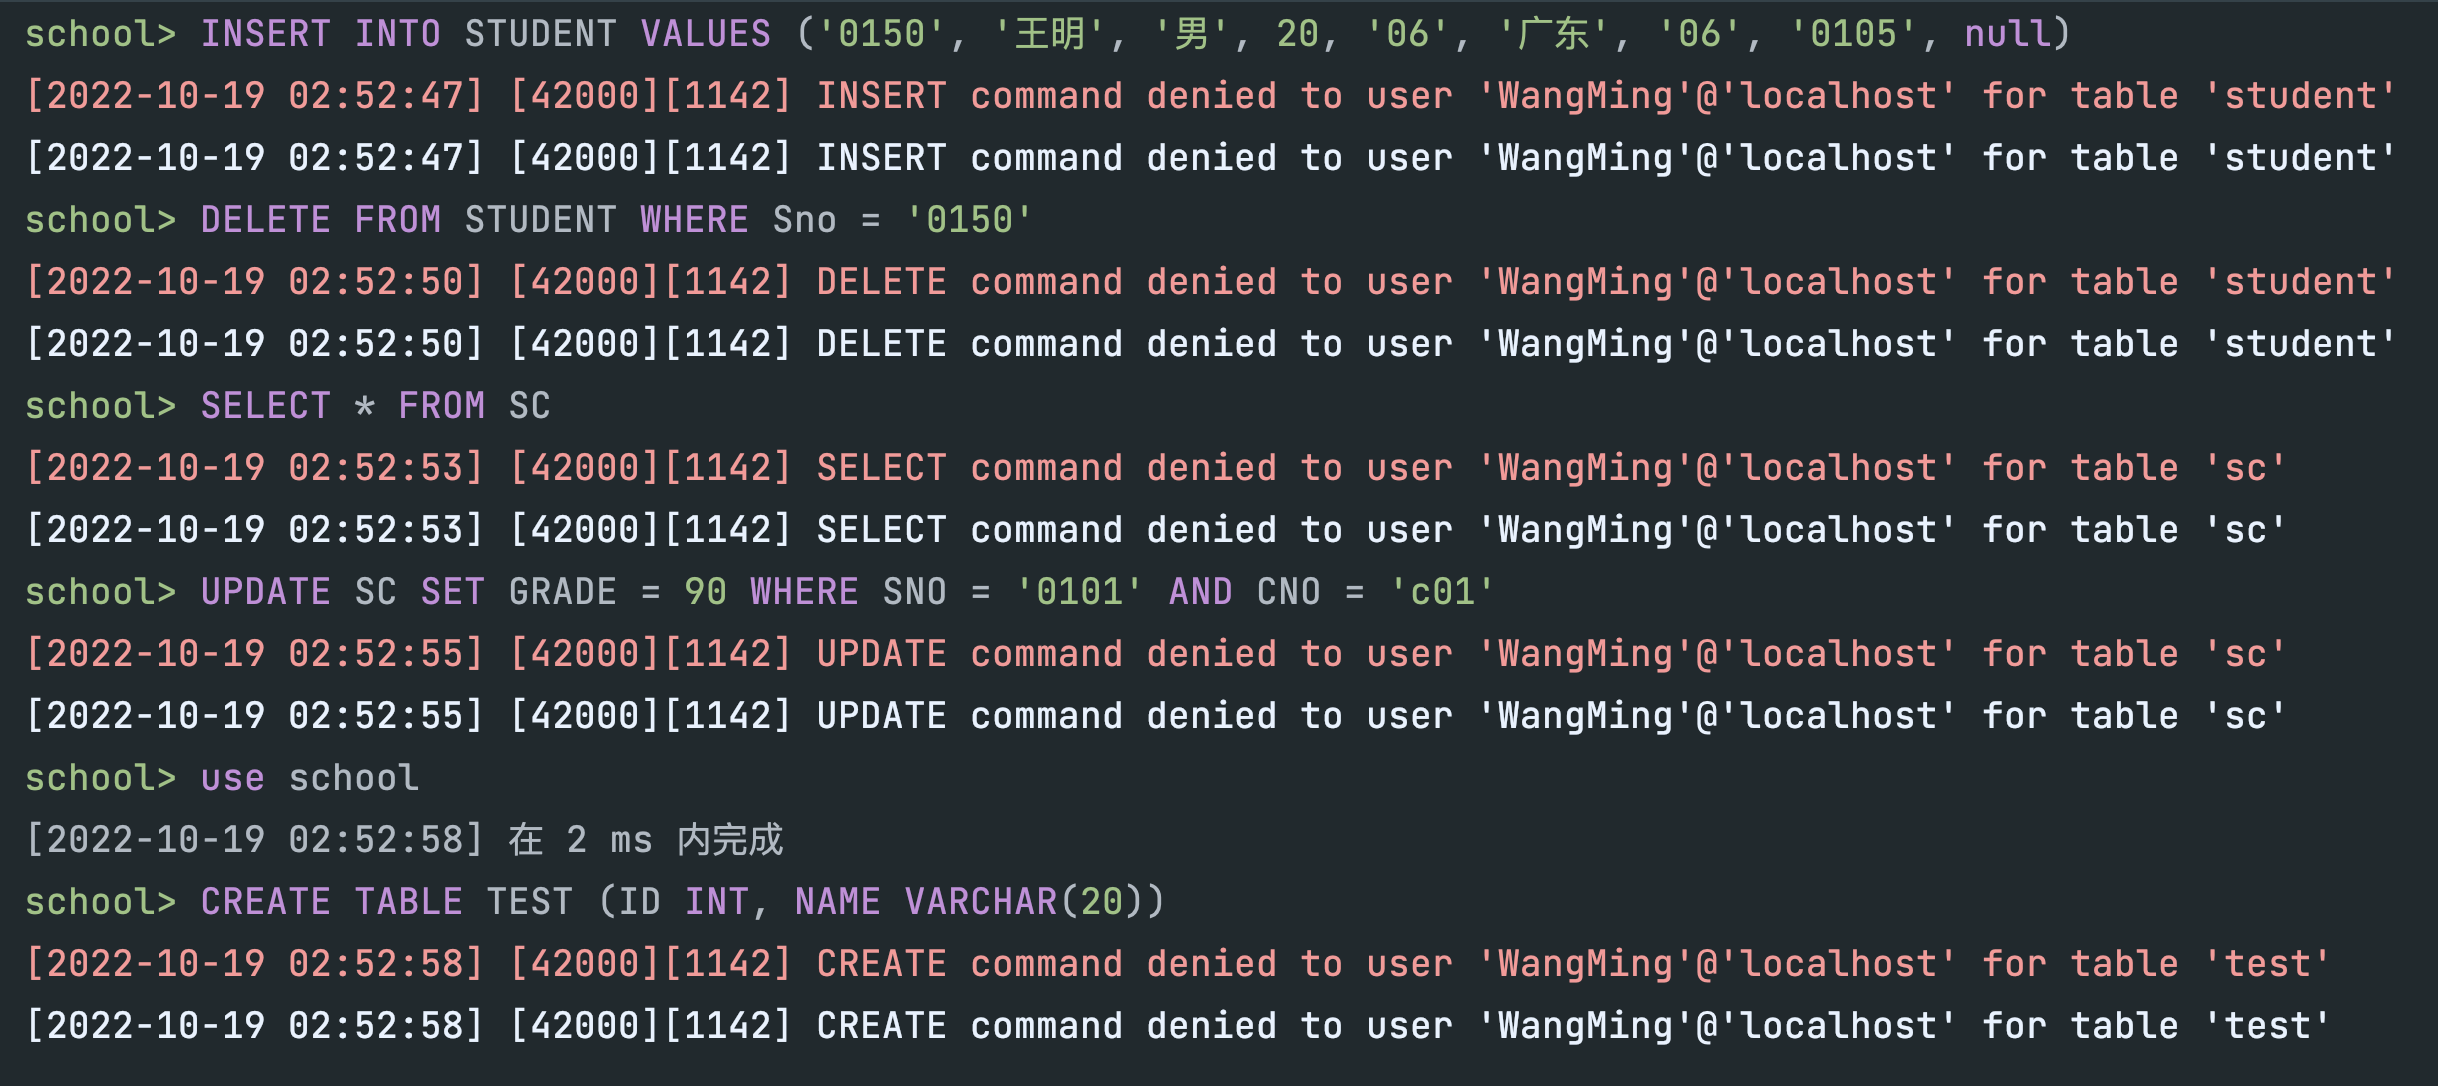 school> INSERT INTO STUDENT VALUES ('0150', '王明', '男', 20, '06', '广东', '06', '0105', null)
[2022-10-19 02:52:47] [42000][1142] INSERT command denied to user 'WangMing'@'localhost' for table 'student'
[2022-10-19 02:52:47] [42000][1142] INSERT command denied to user 'WangMing'@'localhost' for table 'student'
school> DELETE FROM STUDENT WHERE Sno = '0150'
[2022-10-19 02:52:50] [42000][1142] DELETE command denied to user 'WangMing'@'localhost' for table 'student'
[2022-10-19 02:52:50] [42000][1142] DELETE command denied to user 'WangMing'@'localhost' for table 'student'
school> SELECT * FROM SC
[2022-10-19 02:52:53] [42000][1142] SELECT command denied to user 'WangMing'@'localhost' for table 'sc'
[2022-10-19 02:52:53] [42000][1142] SELECT command denied to user 'WangMing'@'localhost' for table 'sc'
school> UPDATE SC SET GRADE = 90 WHERE SNO = '0101' AND CNO = 'c01'
[2022-10-19 02:52:55] [42000][1142] UPDATE command denied to user 'WangMing'@'localhost' for table 'sc'
[2022-10-19 02:52:55] [42000][1142] UPDATE command denied to user 'WangMing'@'localhost' for table 'sc'
school> use school
[2022-10-19 02:52:58] 在 2 ms 内完成
school> CREATE TABLE TEST (ID INT, NAME VARCHAR(20))
[2022-10-19 02:52:58] [42000][1142] CREATE command denied to user 'WangMing'@'localhost' for table 'test'
[2022-10-19 02:52:58] [42000][1142] CREATE command denied to user 'WangMing'@'localhost' for table 'test'